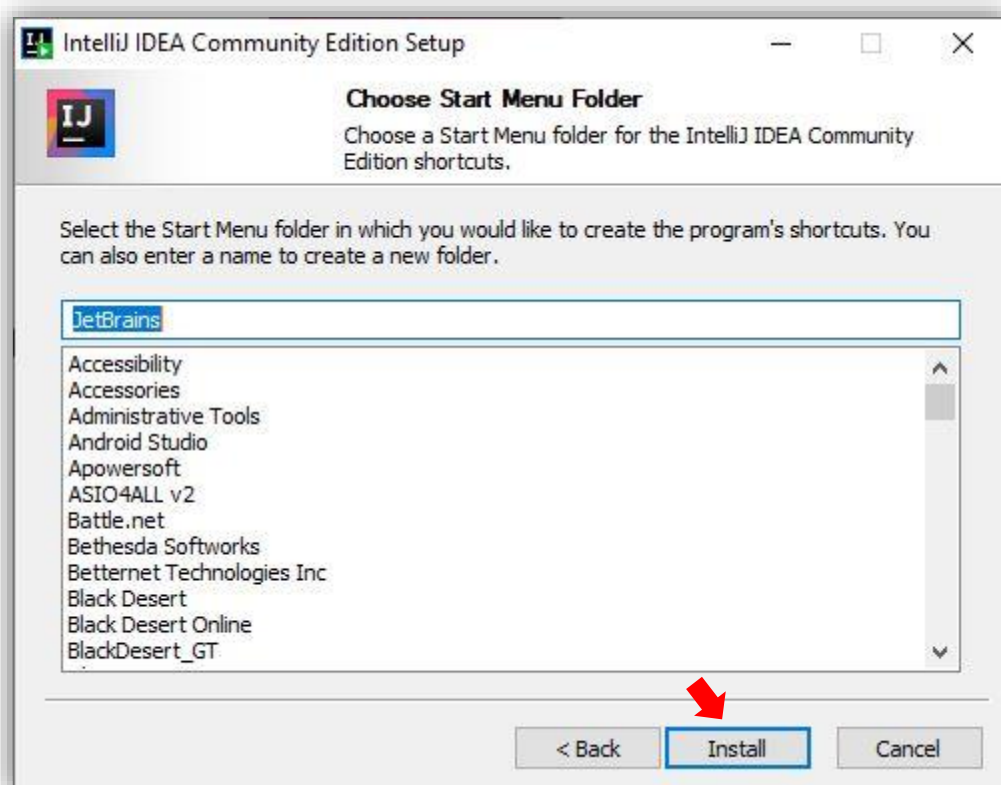 IntelliJ IDEA Community Edition Setup
IJ
Choose Start Menu Folder
Choose a Start Menu folder for the IntelliJ IDEA Community
Edition shortcuts.
Select the Start Menu folder in which you would like to create the program's shortcuts. You
can also enter a name to create a new folder.
JetBrains
Accessibility
Accessories
Administrative Tools
Android Studio
Apowersoft
ASIO4ALL v2
Battle.net
Bethesda Softworks
Betternet Technologies Inc
Black Desert
Black Desert Online
BlackDesert_GT
< Back
Install
Cancel